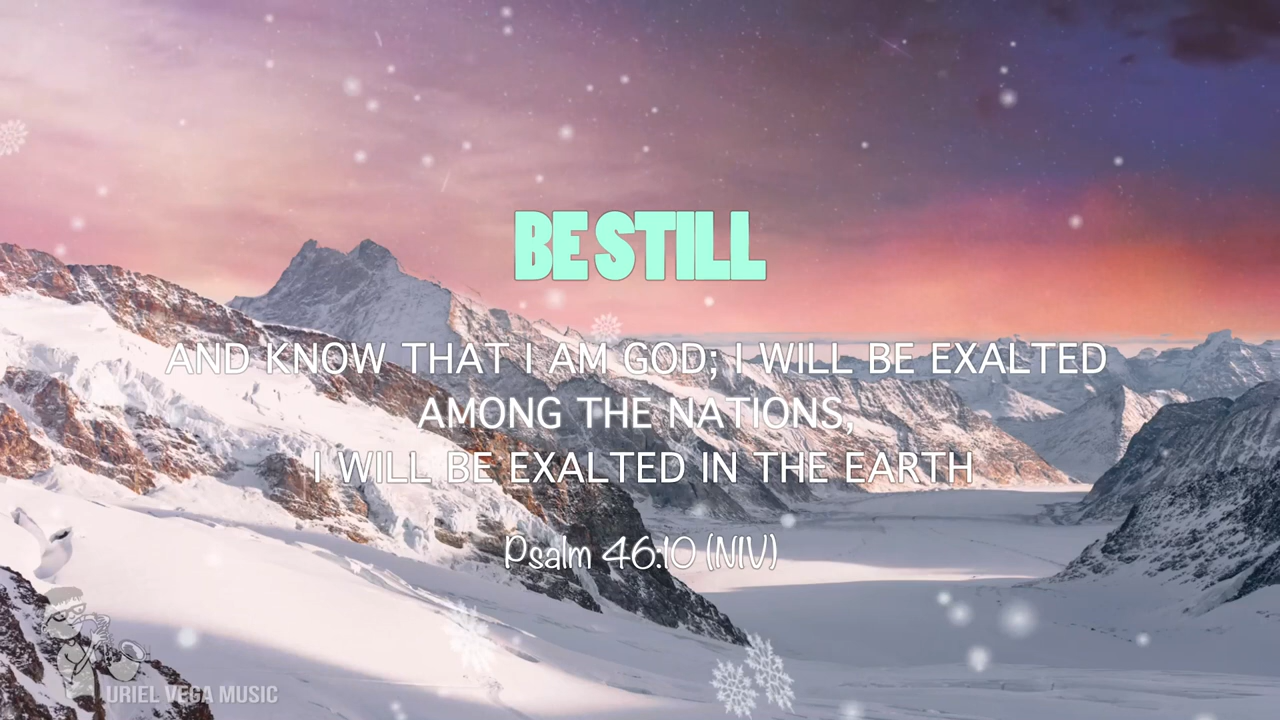 BE STILL
AND KNOW THAT I AM GOD; I WILL BE EXALTED
AMONG THE NATIONS,
I WILL BE EXALTED IN THE EARTH
Psalm 46:10 (NIV)
URIEL VEGA MUSIC